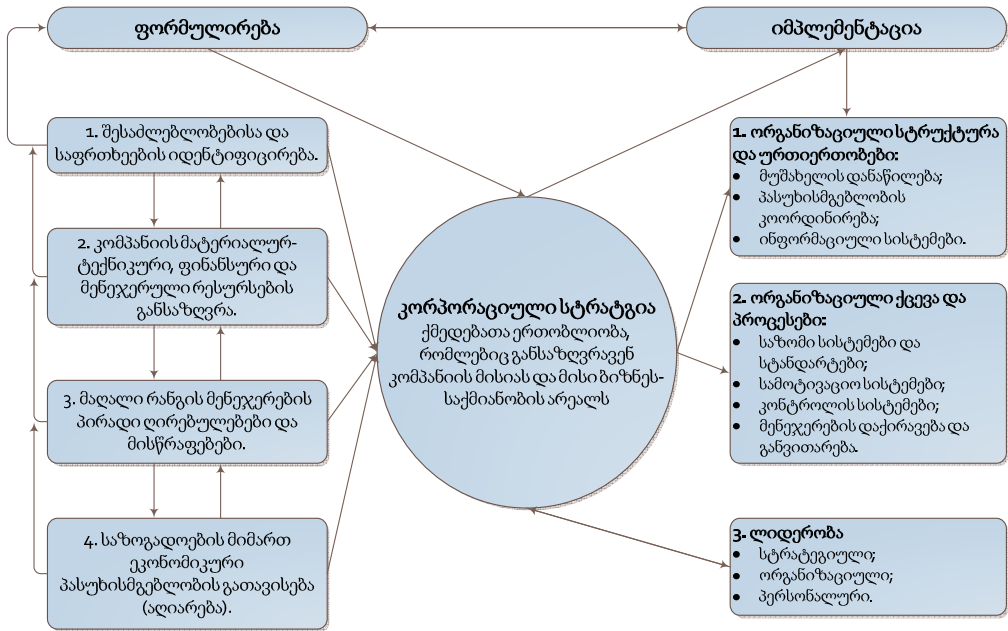 ფორმულირება
იმპლემენტაცია
1. შესაძლებლობებისა და
საფრთხეების იდენტიფიცირება.
2. კომპანიის მატერიალურ-
ტექნიკური, ფინანსური და
მენეჯერული რესურსების
განსაზღვრა.
3. მაღალი რანგის მენეჯერების
პირადი ღირებულებები და
მისწრაფებები.
4. საზოგადოების მიმართ
ეკონომიკური
პასუხისმგებლობის გათავისება
(აღიარება).
კორპორაციული სტრატგია
ქმედებათა ერთობლიობა,
რომლებიც განსაზღვრავენ
კომპანიის მისიას და მისი ბიზნეს-
საქმიანობის არეალს
1. ორგანიზაციული სტრუქტურა
და ურთიერთობები:
• მუშახელის დანაწილება;
• პასუხისმგებლობის
კოორდინირება;
• ინფორმაციული სისტემები.
2. ორგანიზაციული ქცევა და
პროცესები:
• საზომი სისტემები და
სტანდარტები;
• სამოტივაციო სისტემები;
• კონტროლის სისტემები;
• მენეჯერების დაქირავება და
განვითარება.
3. ლიდერობა
• სტრატეგიული;
• ორგანიზაციული;
• პერსონალური.